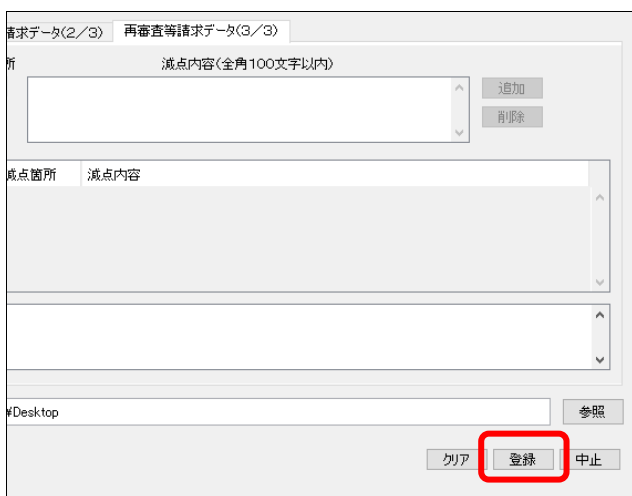 請求データ(2/3) 再審査等請求データ(3/3)
所 減点内容(全角100文字以内)
追加
削除
減点箇所 減点内容
¥Desktop 参照
クリア 登録 中止